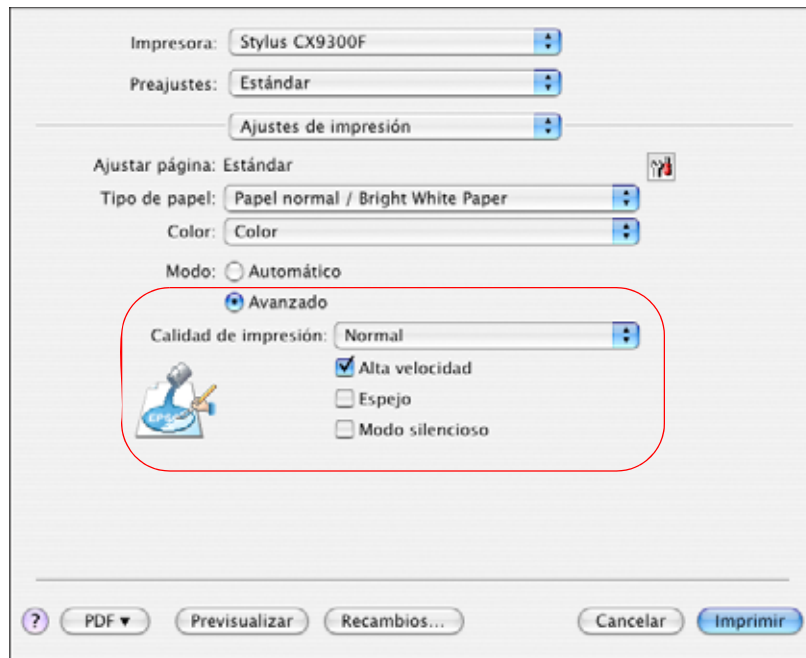 Impresora: Stylus CX9300F
Preajustes: Estándar
Ajustes de impresión
Ajustar página: Estándar
Tipo de papel: Papel normal / Bright White Paper
Color: Color
Modo: Automático
Avanzado
Calidad de impresión: Normal
Alta velocidad
EPSO
Espejo
Modo silencioso
? PDF Previsualizar Recambios... Cancelar Imprimir